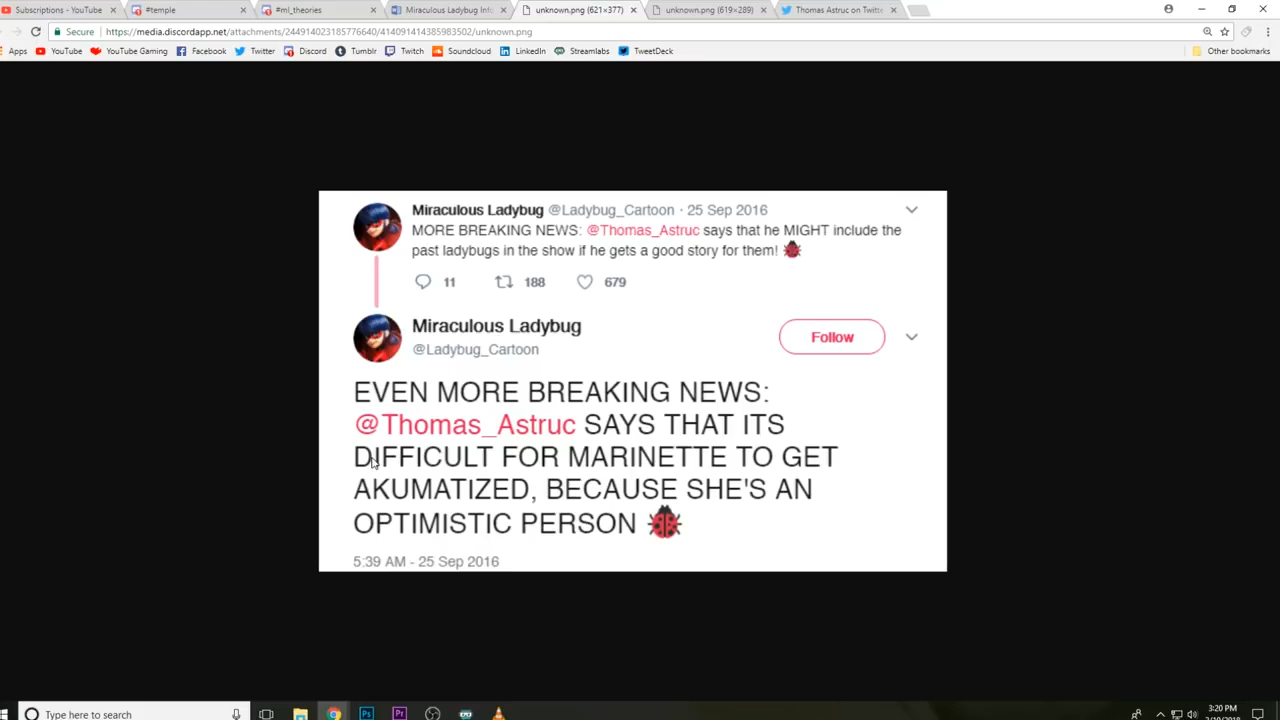 Subscriptions - YouTube
#temple
#ml_theories
Miraculous Ladybug Info
unknown.png (621×377)
unknown.png (619×289)
Thomas Astruc on Twitte
Secure
https://media.discordapp.net/attachments/244914023185776640/414091414385983502/unknown.png
Apps YouTube YouTube Gaming Facebook Twitter Discord Tumblr Twitch Soundcloud LinkedIn Streamlabs TweetDeck Other bookmarks
Miraculous Ladybug @Ladybug_Cartoon · 25 Sep 2016
MORE BREAKING NEWS: @Thomas_Astruc says that he MIGHT include the
past ladybugs in the show if he gets a good story for them! 🐞
11 188 679
Miraculous Ladybug
@Ladybug_Cartoon
Follow
EVEN MORE BREAKING NEWS:
@Thomas_Astruc SAYS THAT ITS
DIFFICULT FOR MARINETTE TO GET
AKUMATIZED, BECAUSE SHE'S AN
OPTIMISTIC PERSON 🐞
5:39 AM - 25 Sep 2016
Type here to search
Ps
Pr
3:20 PM